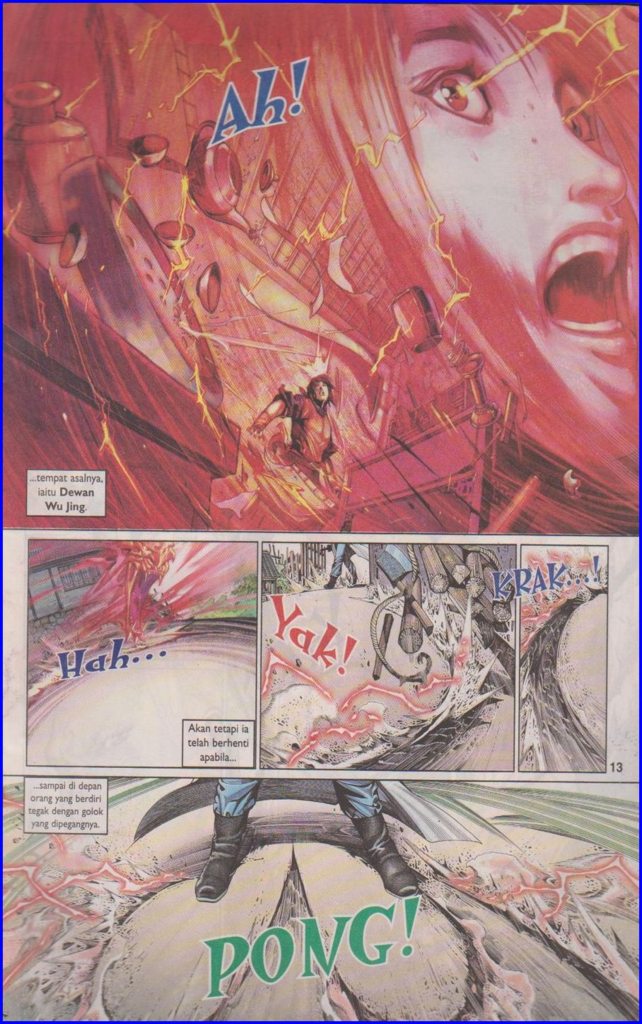 Ah!
...tempat asalnya,
iaitu Dewan
Wu Jing.
Hah...
Akan tetapi ia
telah berhenti
apabila...
Yak!
KRAK...!
13
...sampai di depan
orang yang berdiri
tegak dengan golok
yang dipegangnya.
PONG!